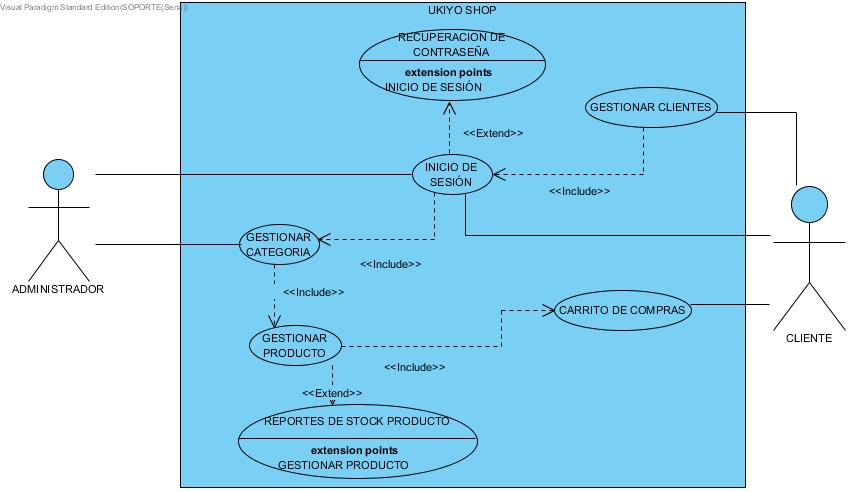 Visual Paradigm Standard Edition(SOPORTE(Sena))
UKIYO SHOP
RECUPERACION DE
CONTRASEÑA
extension points
INICIO DE SESIÓN
GESTIONAR CLIENTES
<<Extend>>
INICIO DE
SESIÓN
<<Include>>
GESTIONAR
CATEGORIA
<<Include>>
ADMINISTRADOR
<<Include>>
CARRITO DE COMPRAS
CLIENTE
GESTIONAR
PRODUCTO
<<Include>>
<<Extend>>
REPORTES DE STOCK PRODUCTO
extension points
GESTIONAR PRODUCTO